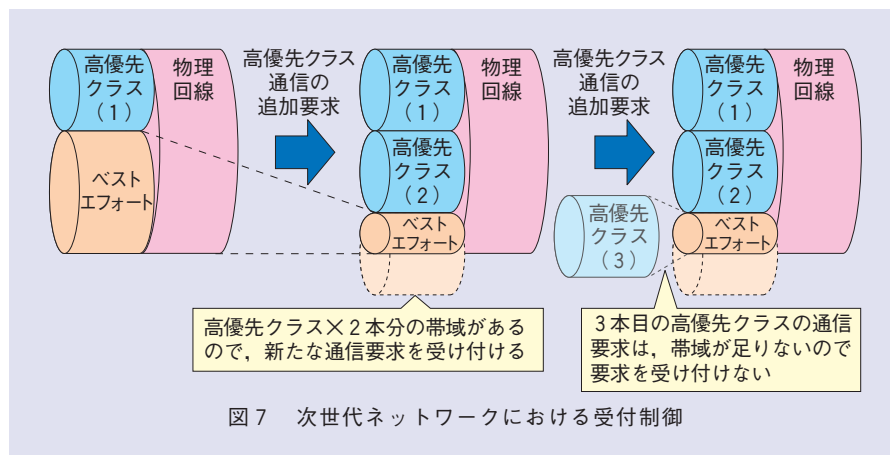 高優先
クラス
(1)
物理
回線
ベスト
エフォート
高優先クラス
通信の
追加要求
高優先
クラス
(1)
物理
回線
高優先
クラス
(2)
ベスト
エフォート
高優先クラス
通信の
追加要求
高優先
クラス
(1)
物理
回線
高優先
クラス
(2)
ベスト
エフォート
高優先
クラス
(3)
高優先クラス×2本分の帯域がある
ので，新たな通信要求を受け付ける
3本目の高優先クラスの通信
要求は，帯域が足りないので
要求を受け付けない
図7 次世代ネットワークにおける受付制御